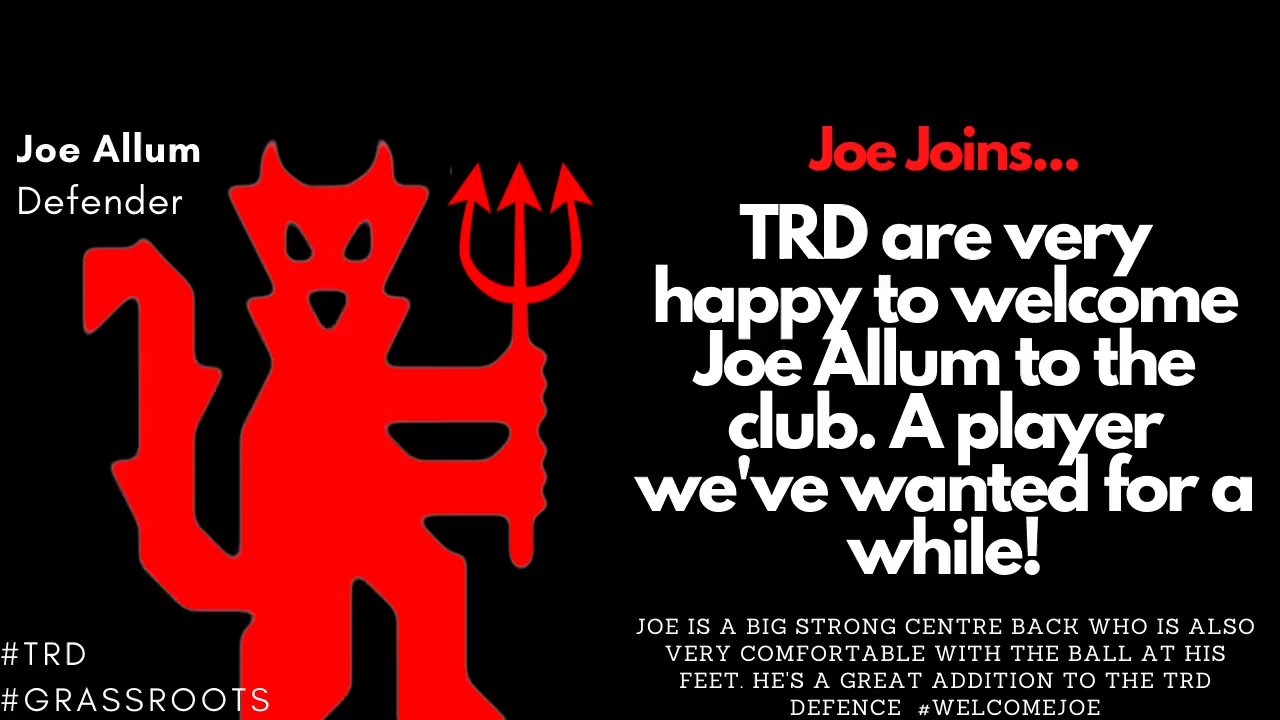 Joe Allum
Defender
#TRD
#GRASSROOTS
Joe Joins...
TRD are very
happy to welcome
Joe Allum to the
club. A player
we've wanted for a
while!
JOE IS A BIG STRONG CENTRE BACK WHO IS ALSO
VERY COMFORTABLE WITH THE BALL AT HIS
FEET. HE'S A GREAT ADDITION TO THE TRD
DEFENCE #WELCOMEJOE